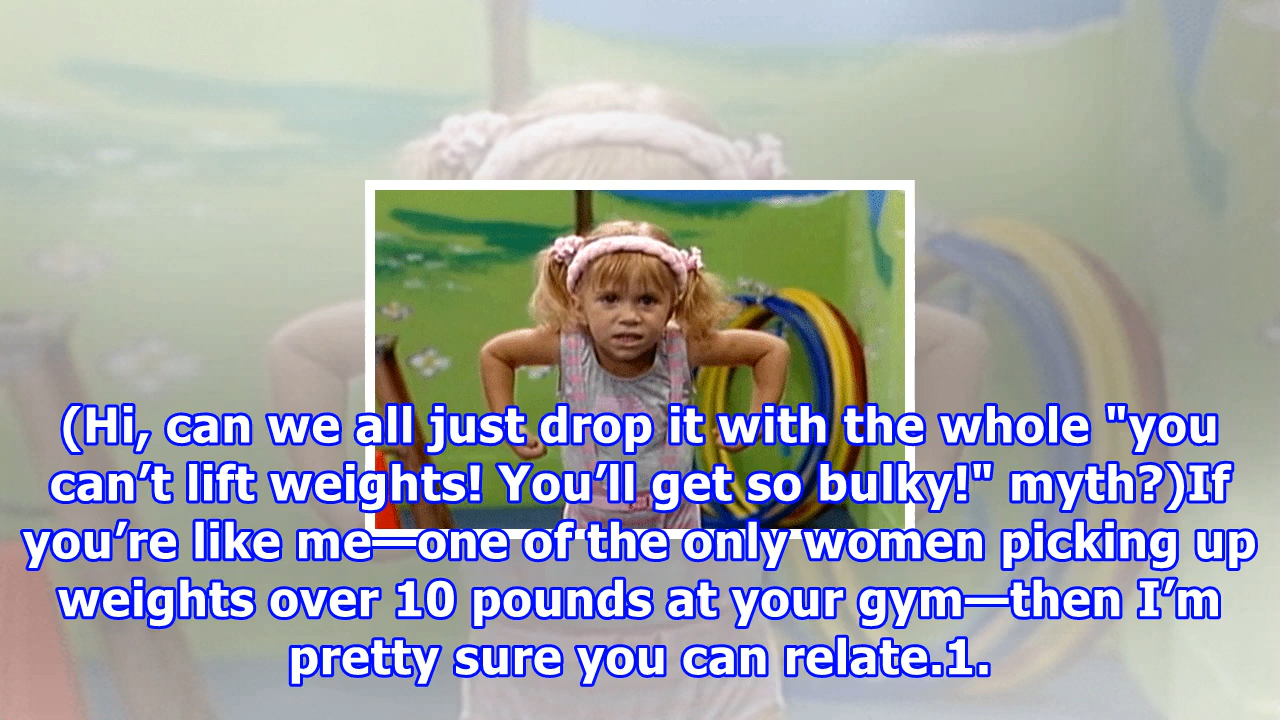 (Hi, can we all just drop it with the whole "you
can’t lift weights! You’ll get so bulky!" myth?)If
you’re like me—one of the only women picking up
weights over 10 pounds at your gym—then I’m
pretty sure you can relate.1.